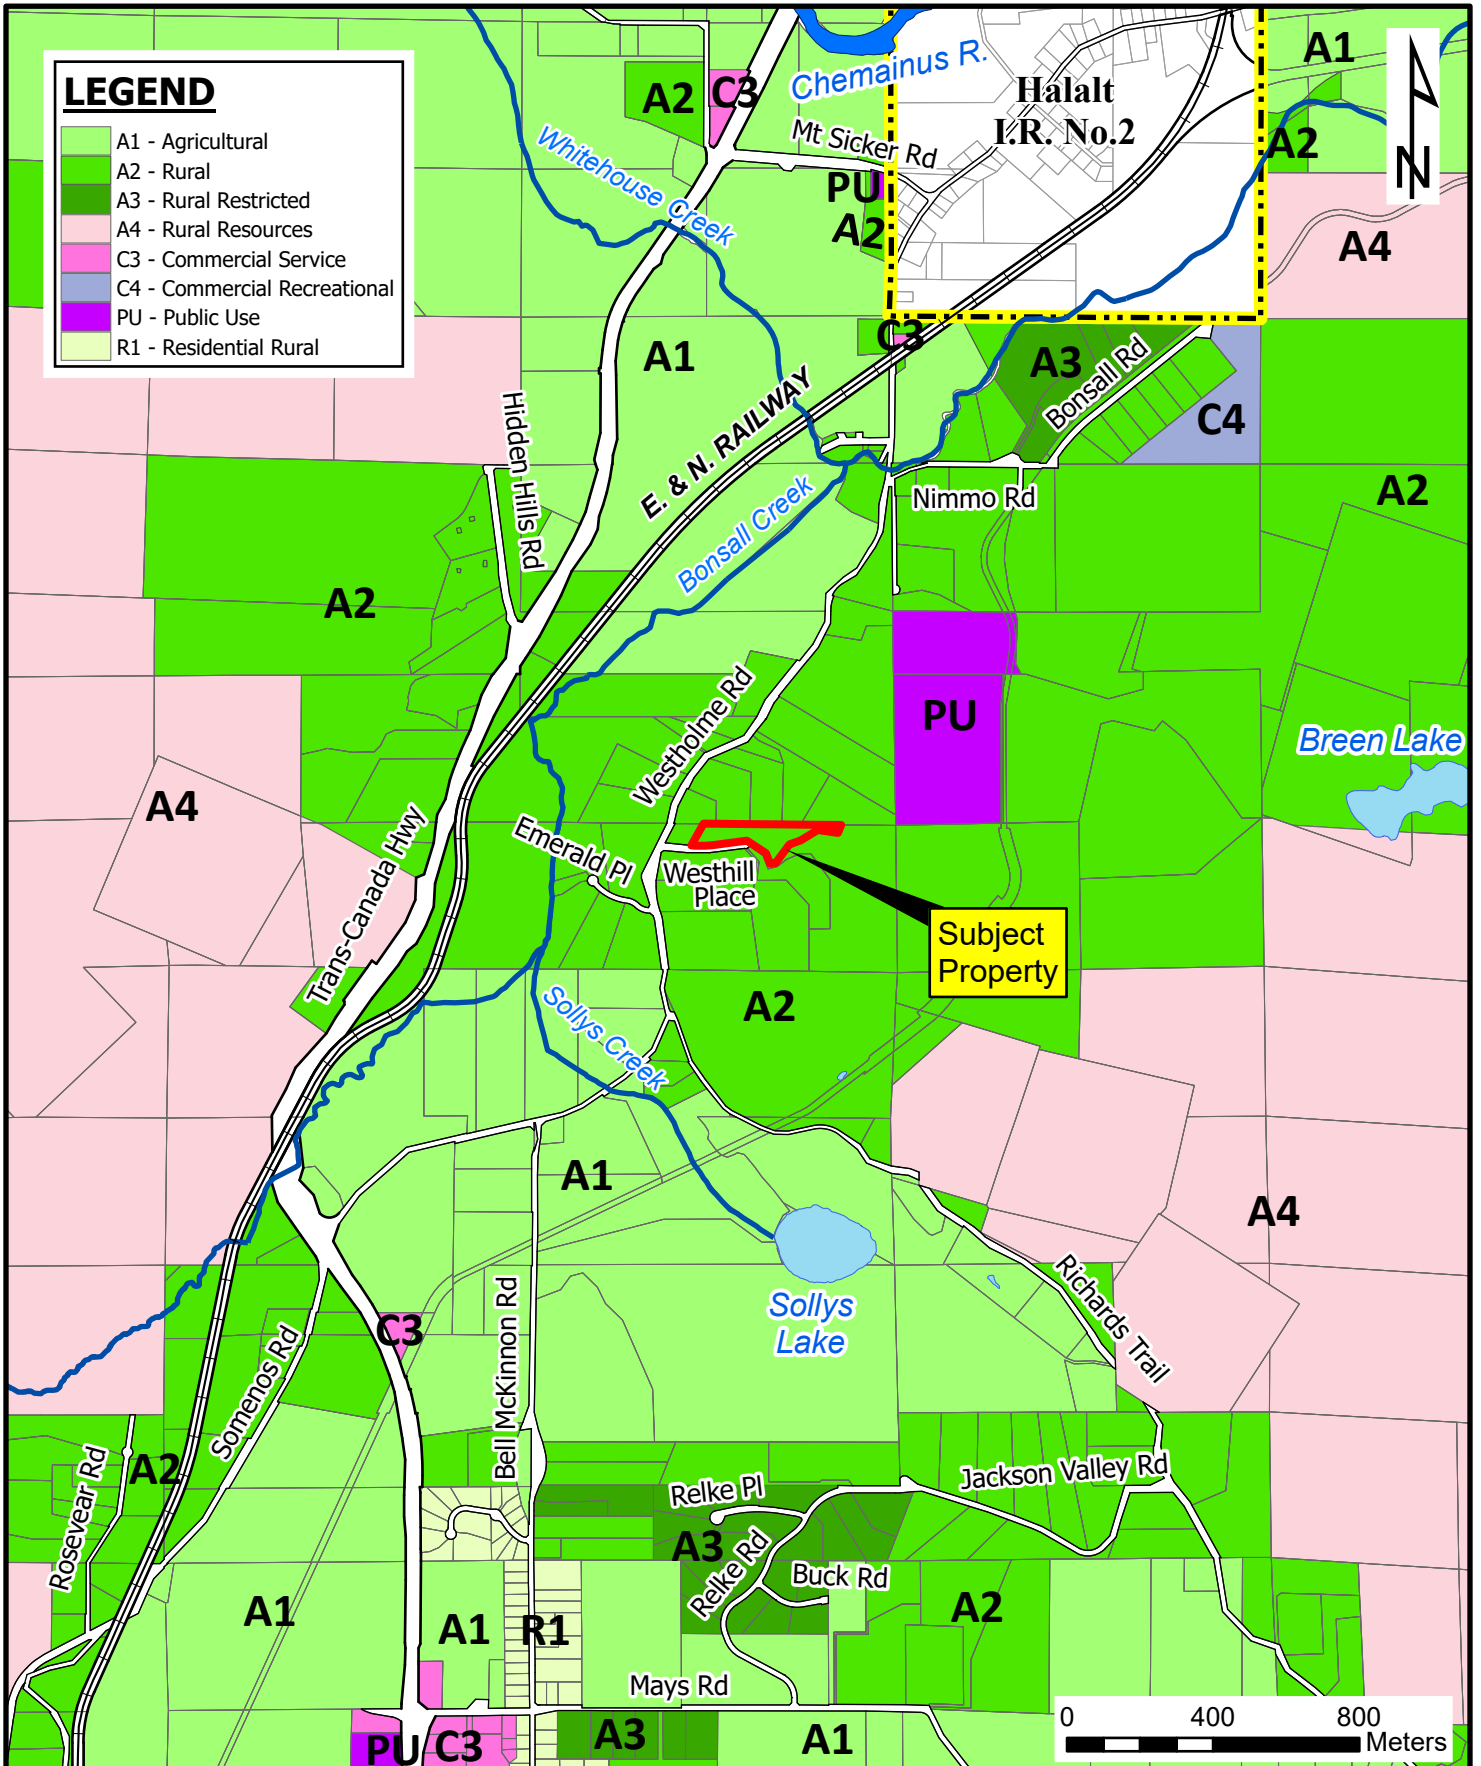 LEGEND
A1 - Agricultural
A2 - Rural
A3 - Rural Restricted
A4 - Rural Resources
C3 - Commercial Service
C4 - Commercial Recreational
PU - Public Use
R1 - Residential Rural
A2
C3
Chemainus R.
Halalt
I.R. No.2
A1
N
Whitehouse Creek
Mt Sicker Rd
A2
PU
A2
A4
C3
A1
A3
Bonsall Rd
C4
E. & N. RAILWAY
Hidden Hills Rd
Bonsall Creek
Nimmo Rd
A2
A2
Westholme Rd
PU
Breen Lake
A4
Trans-Canada Hwy
Emerald Pl
Westhill
Place
Subject
Property
A2
Sollys Creek
A1
A4
Sollys
Lake
Richards Trail
C3
Bell McKinnon Rd
Somenos Rd
Rosevear Rd
A2
Jackson Valley Rd
Relke Pl
A3
Relke Rd
Buck Rd
A2
A1
A1
R1
Mays Rd
PU
C3
A3
A1
0 400 800
Meters